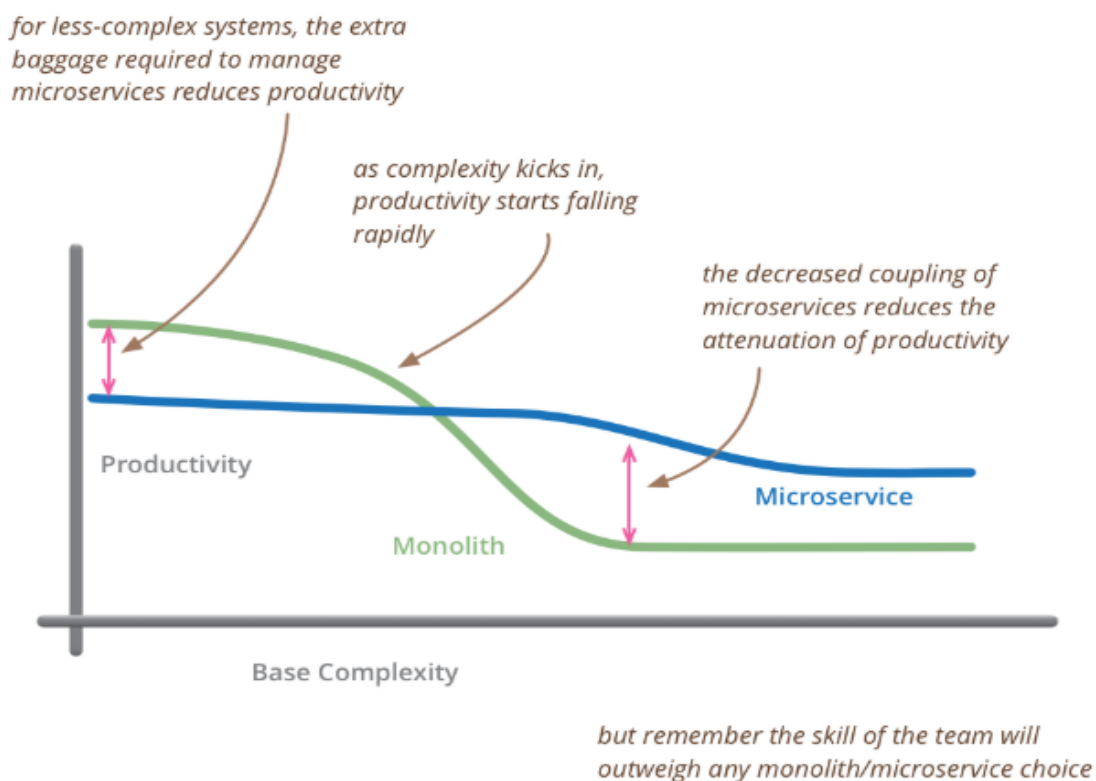 for less-complex systems, the extra
baggage required to manage
microservices reduces productivity
as complexity kicks in,
productivity starts falling
rapidly
the decreased coupling of
microservices reduces the
attenuation of productivity
Productivity
Microservice
Monolith
Base Complexity
but remember the skill of the team will
outweigh any monolith/microservice choice